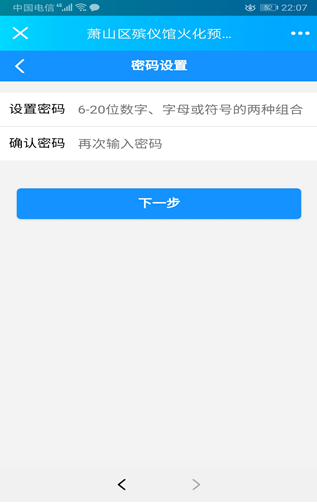 中国电信 4G 52 22:07
萧山区殡仪馆火化预...
密码设置
设置密码 6-20位数字、字母或符号的两种组合
确认密码 再次输入密码
下一步